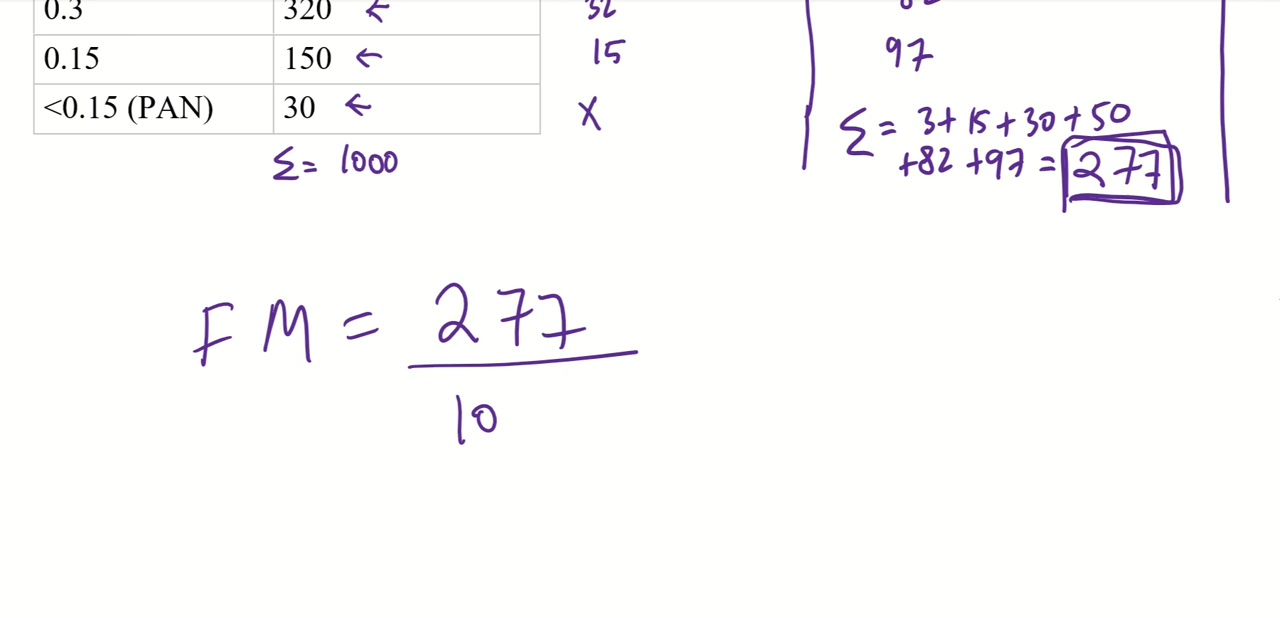 0.3 320 ← 32
0.15 150 ← 15
97
<0.15 (PAN) 30 ← X
Σ = 1000
Σ = 3 + 15 + 30 + 50
+82 +97 = 277
FM = 277
10